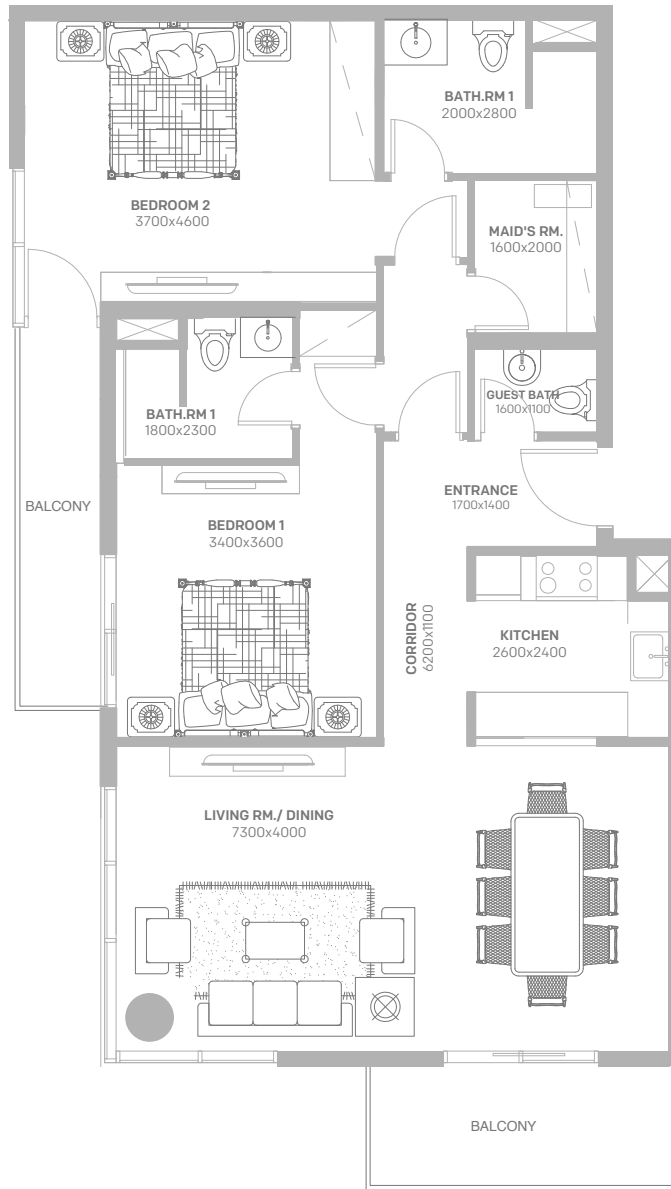 BATH.RM 1
2000x2800
BEDROOM 2
3700x4600
MAID'S RM.
1600x2000
GUEST BATH
1600x1100
BATH.RM 1
1800x2300
ENTRANCE
1700x1400
BALCONY
BEDROOM 1
3400x3600
CORRIDOR
6200x1100
KITCHEN
2600x2400
LIVING RM./ DINING
7300x4000
BALCONY